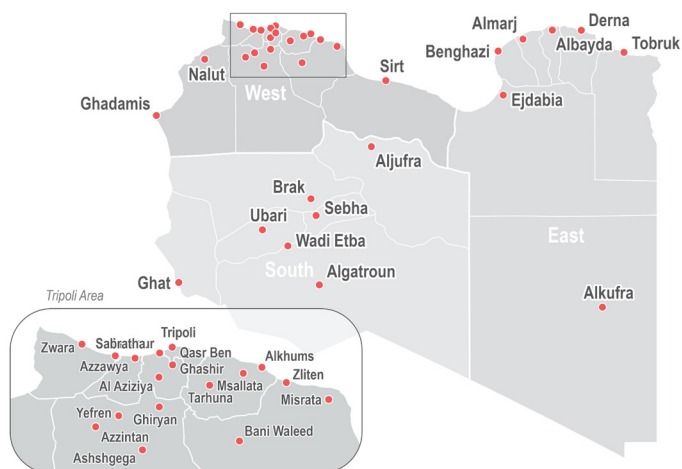 Almarj
Derna
Benghazi
Albayda
Tobruk
Sirt
Nalut
West
Ejdabia
Ghadamis
Aljufra
Brak
Sebha
Ubari
Wadi Etba
East
South
Algatroun
Ghat
Alkufra
Tripoli Area
Tripoli
Zwara
Qasr Ben
Ghashir
Alkhums
Azzawya
Zliten
Al Aziziya
Msallata
Tarhuna
Misrata
Yefren
Ghiryan
Azzintan
Bani Waleed
Ashshgega